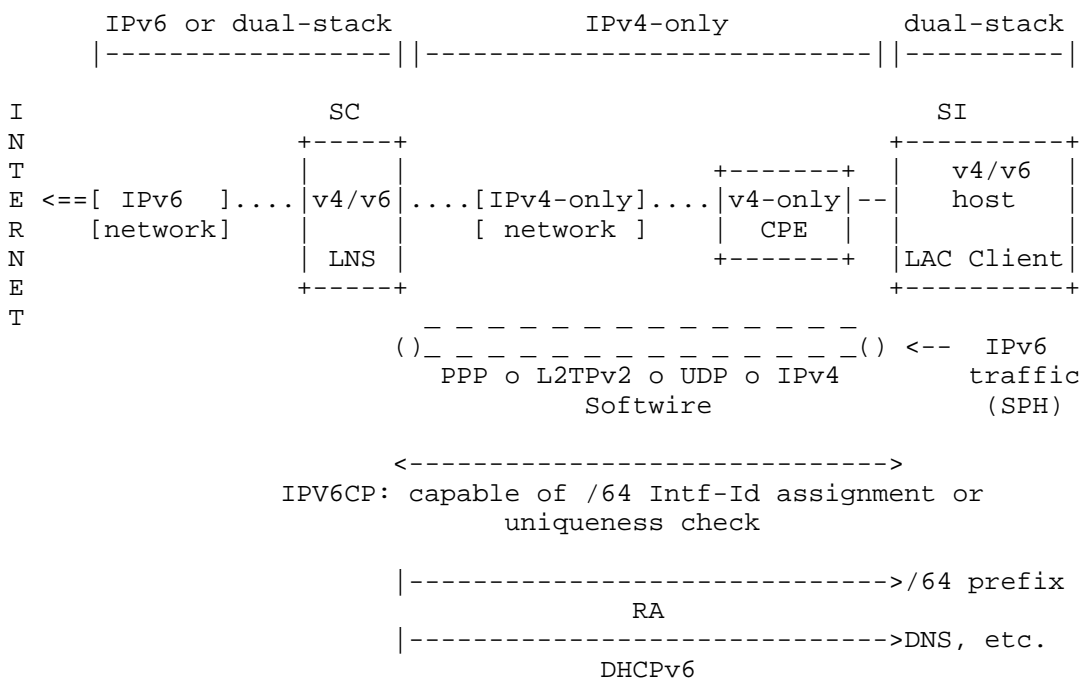 IPv6 or dual-stack IPv4-only dual-stack
|------------------||----------------------------||----------|
I SC SI
N +-----+ +----------+
T | | +-------+ | v4/v6 |
E <==[ IPv6 ]....|v4/v6|....[IPv4-only]....|v4-only|--| host |
R [network] | | [ network ] | CPE | | |
N | LNS | +-------+ |LAC Client|
E +-----+ +----------+
T _ _ _ _ _ _ _ _ _ _ _ _ _ _
()_ _ _ _ _ _ _ _ _ _ _ _ _ _() <-- IPv6
PPP o L2TPv2 o UDP o IPv4 traffic
Softwire (SPH)
<------------------------------>
IPV6CP: capable of /64 Intf-Id assignment or
uniqueness check
|------------------------------>/64 prefix
RA
|------------------------------>DNS, etc.
DHCPv6